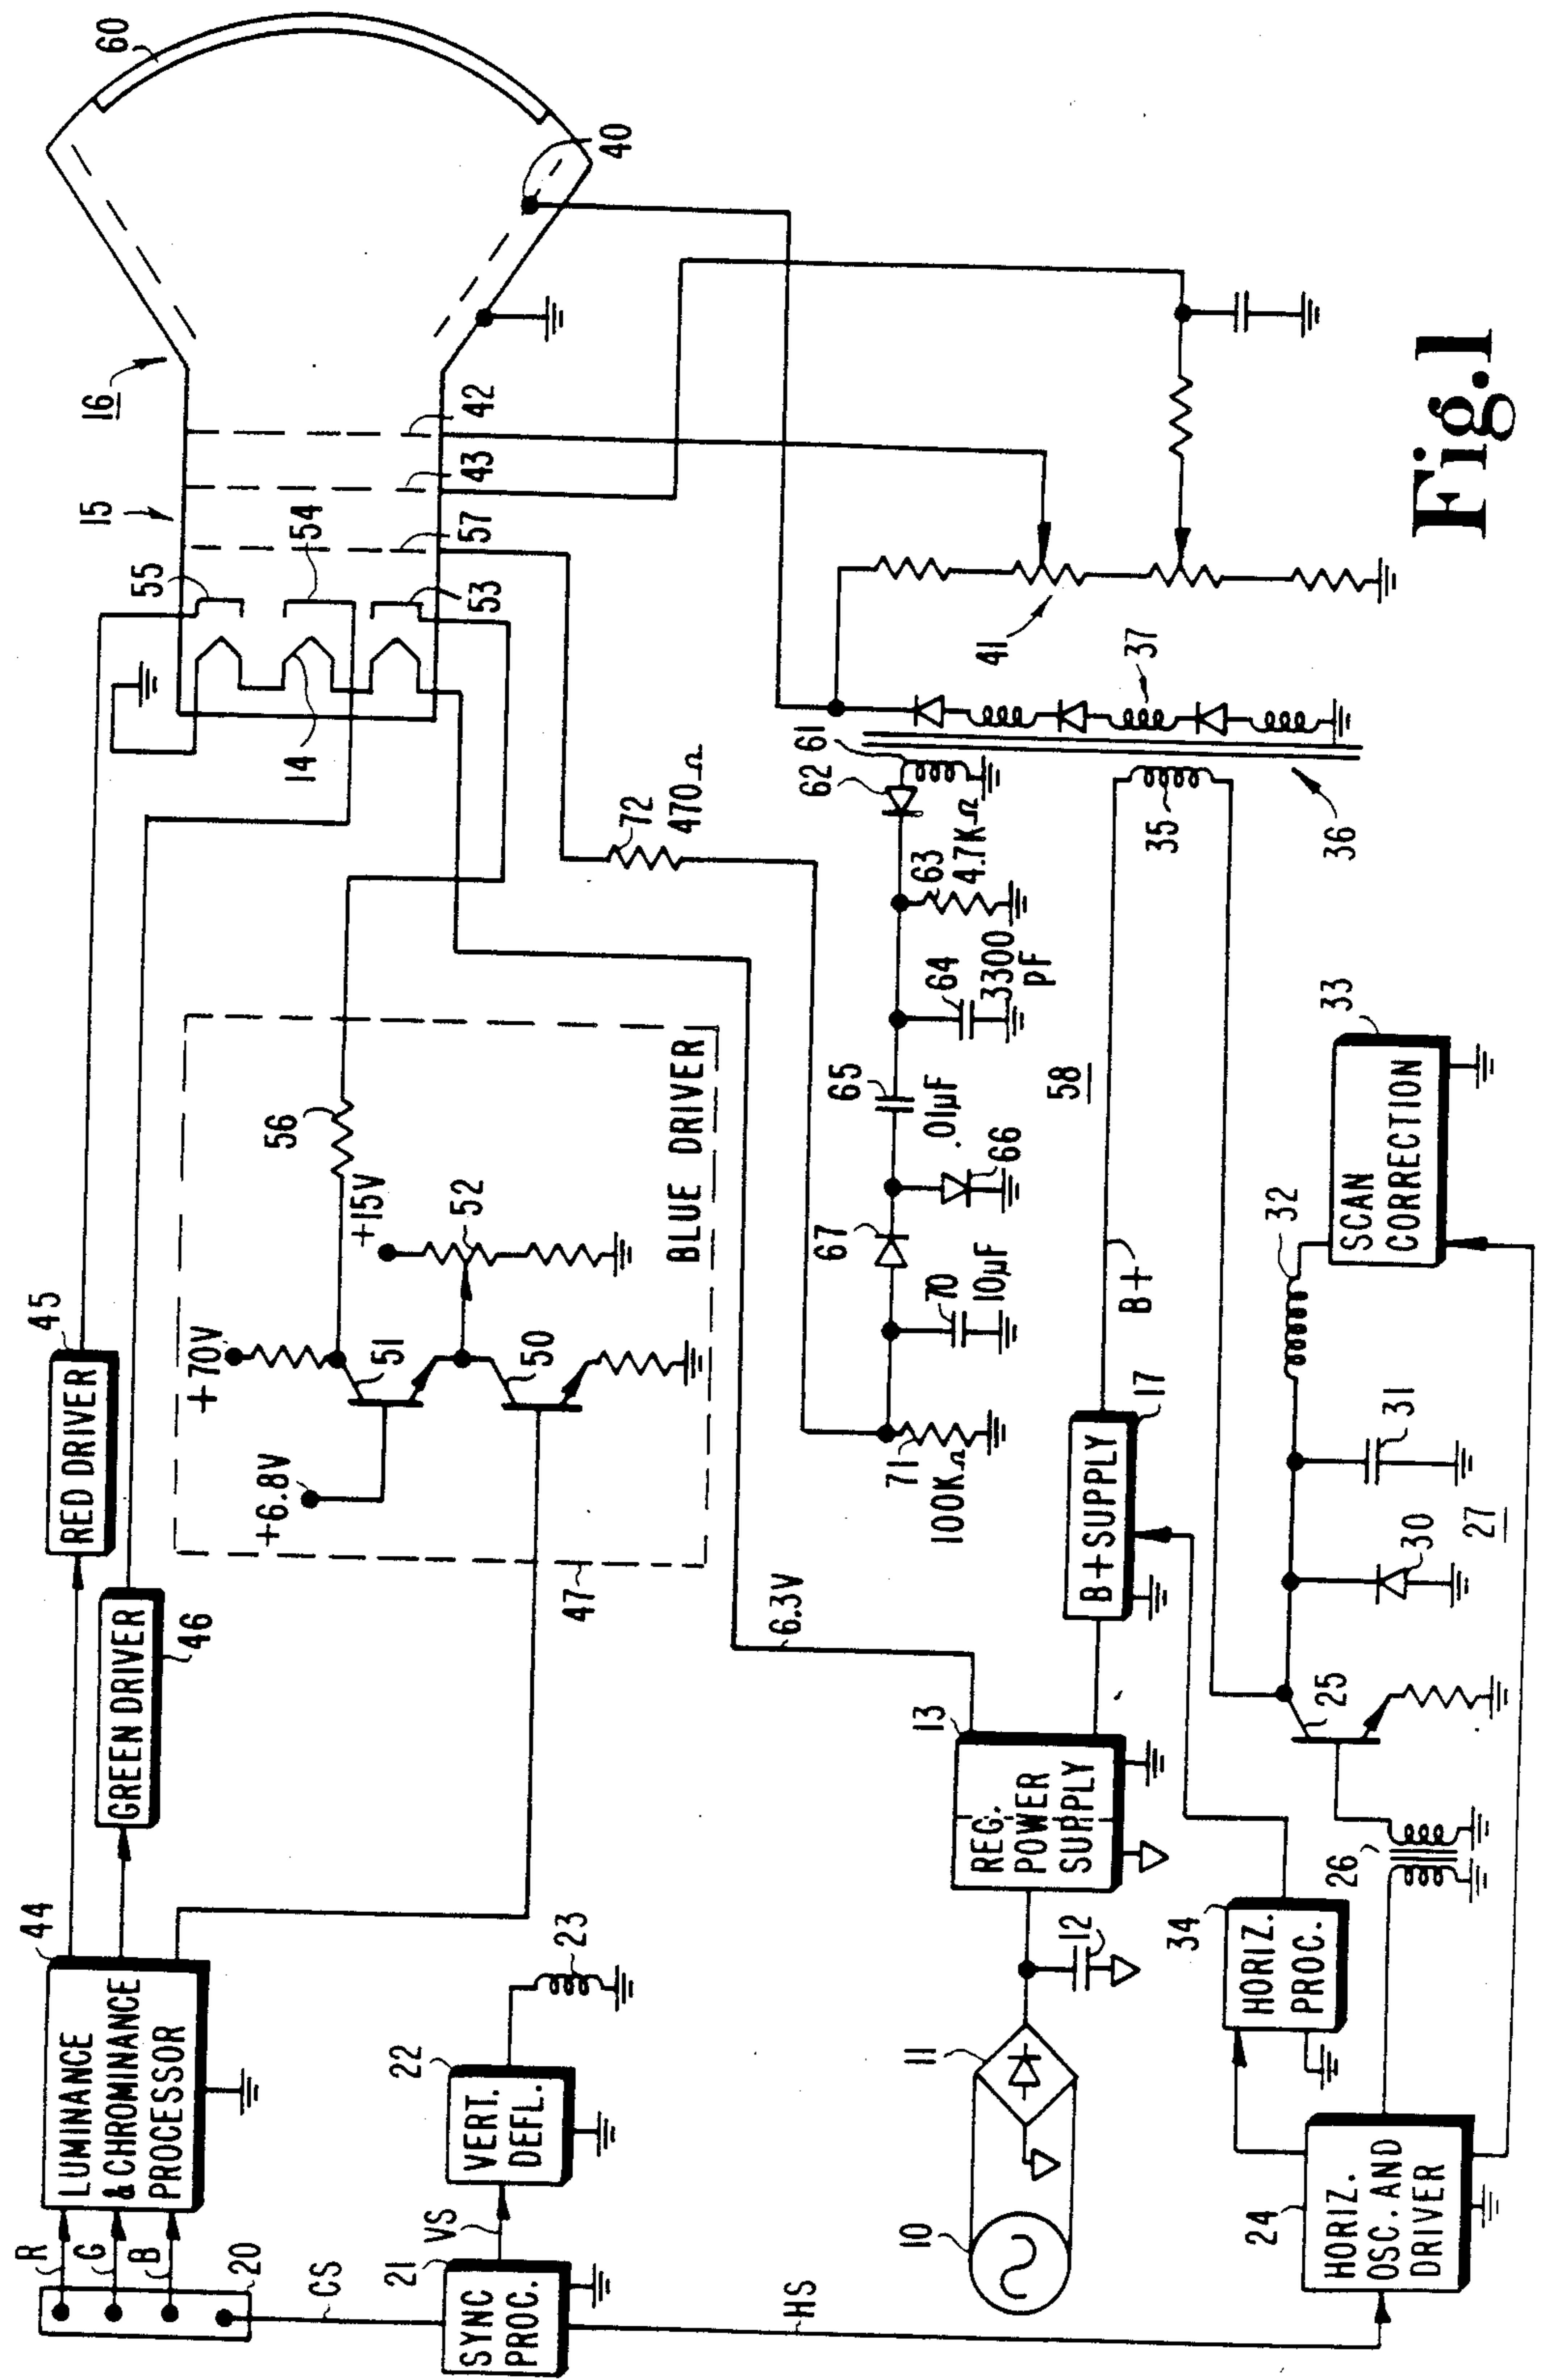 60
16
40
15
42
43
54
57
55
53
14
41
37
61
62
72
470Ω
63
4.7KΩ
35
36
64
3300
pF
65
.01µF
58
66
67
70
10µF
71
100KΩ
33
SCAN
CORRECTION
32
B+
B+SUPPLY
17
31
30
27
25
26
45
RED DRIVER
GREEN DRIVER
46
56
+15V
52
+70V
51
50
+6.8V
BLUE DRIVER
47
6.3V
13
REG.
POWER
SUPPLY
12
34
HORIZ.
PROC.
44
LUMINANCE
& CHROMINANCE
PROCESSOR
23
22
VERT.
DEFL.
11
10
R
G
B
20
CS
VS
21
SYNC
PROC.
HS
24
HORIZ.
OSC. AND
DRIVER
Fig.1